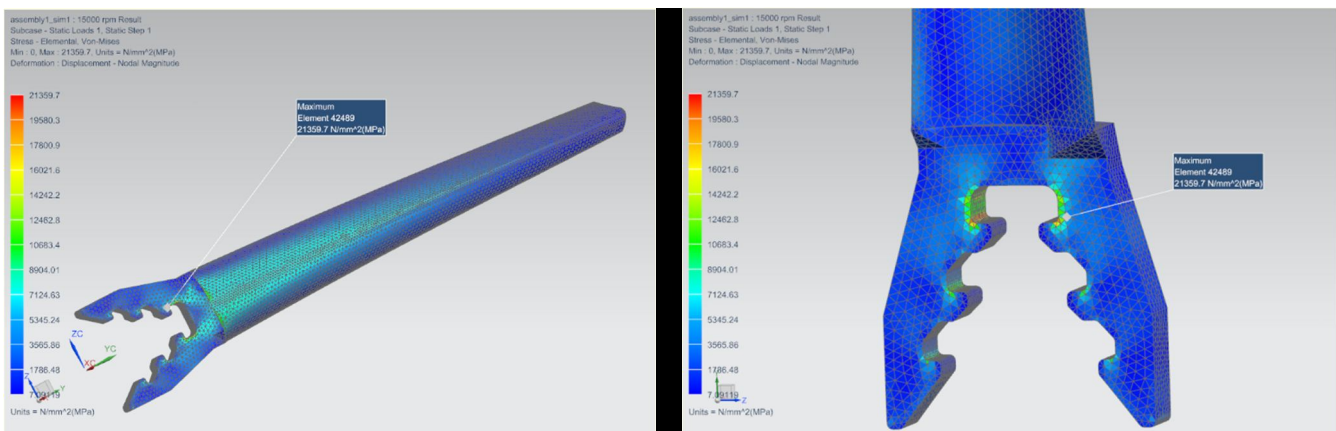 assembly1_sim1 : 15000 rpm Result
Subcase - Static Loads 1, Static Step 1
Stress - Elemental, Von-Mises
Min : 0, Max : 21359.7, Units = N/mm^2(MPa)
Deformation : Displacement - Nodal Magnitude
21359.7
19580.3
17800.9
16021.6
14242.2
12462.8
10683.4
8904.01
7124.63
5345.24
3565.86
1786.48
7.09119
Units = N/mm^2(MPa)
Maximum
Element 42489
21359.7 N/mm^2(MPa)
ZC
YC
XC
Z
Y
assembly1_sim1 : 15000 rpm Result
Subcase - Static Loads 1, Static Step 1
Stress - Elemental, Von-Mises
Min : 0, Max : 21359.7, Units = N/mm^2(MPa)
Deformation : Displacement - Nodal Magnitude
21359.7
19580.3
17800.9
16021.6
14242.2
12462.8
10683.4
8904.01
7124.63
5345.24
3565.86
1786.48
7.09119
Units = N/mm^2(MPa)
Maximum
Element 42489
21359.7 N/mm^2(MPa)
Z